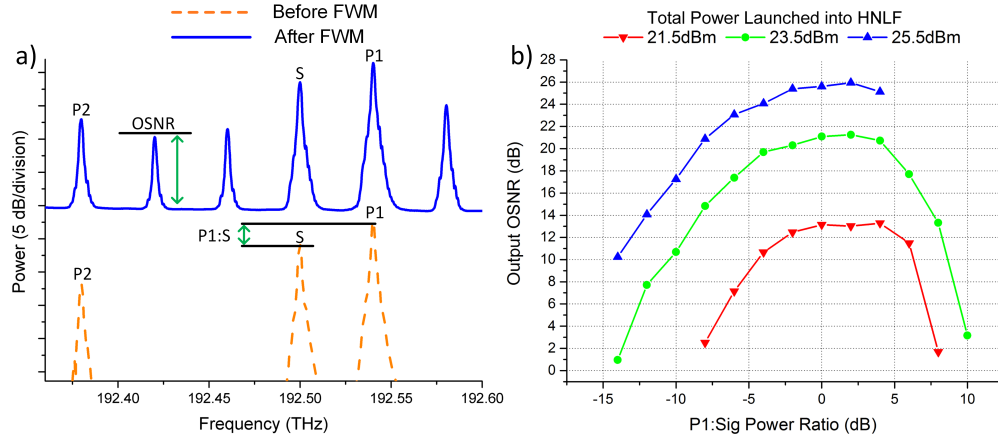 Before FWM
After FWM
a)
P2
OSNR
S
P1
P1:S
S
P1
P2
Power (5 dB/division)
192.40
192.45
192.50
192.55
192.60
Frequency (THz)
b)
Total Power Launched into HNLF
21.5dBm
23.5dBm
25.5dBm
Output OSNR (dB)
28
26
24
22
20
18
16
14
12
10
8
6
4
2
0
-15
-10
-5
0
5
10
P1:Sig Power Ratio (dB)